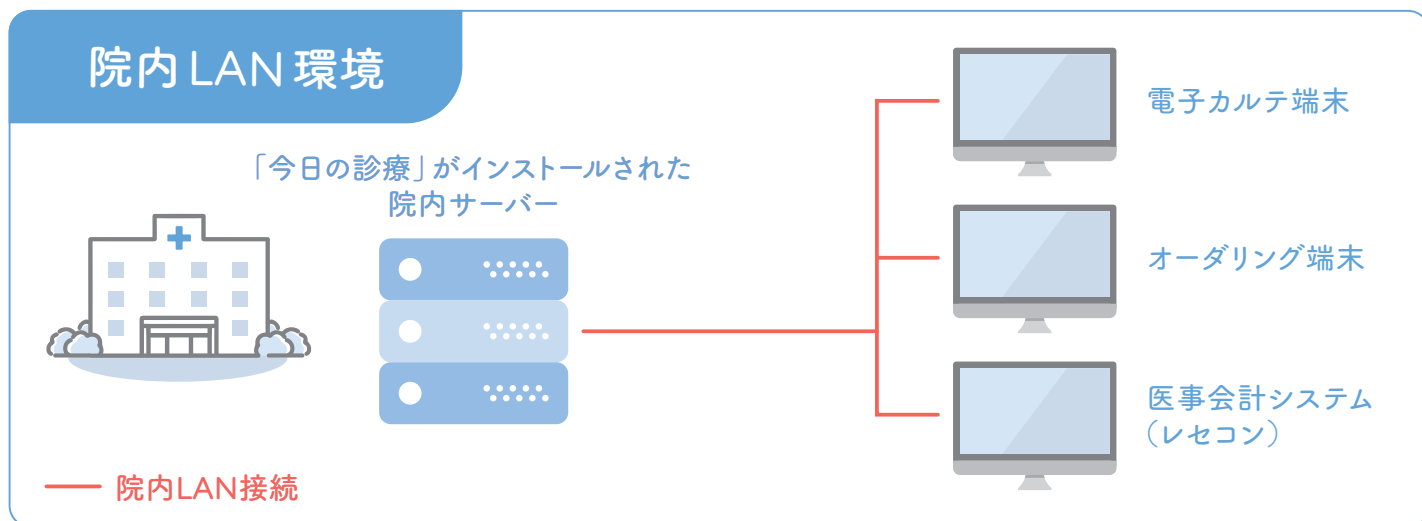 院内LAN環境
「今日の診療」がインストールされた
院内サーバー
電子カルテ端末
オーダリング端末
医事会計システム
（レセコン）
院内LAN接続